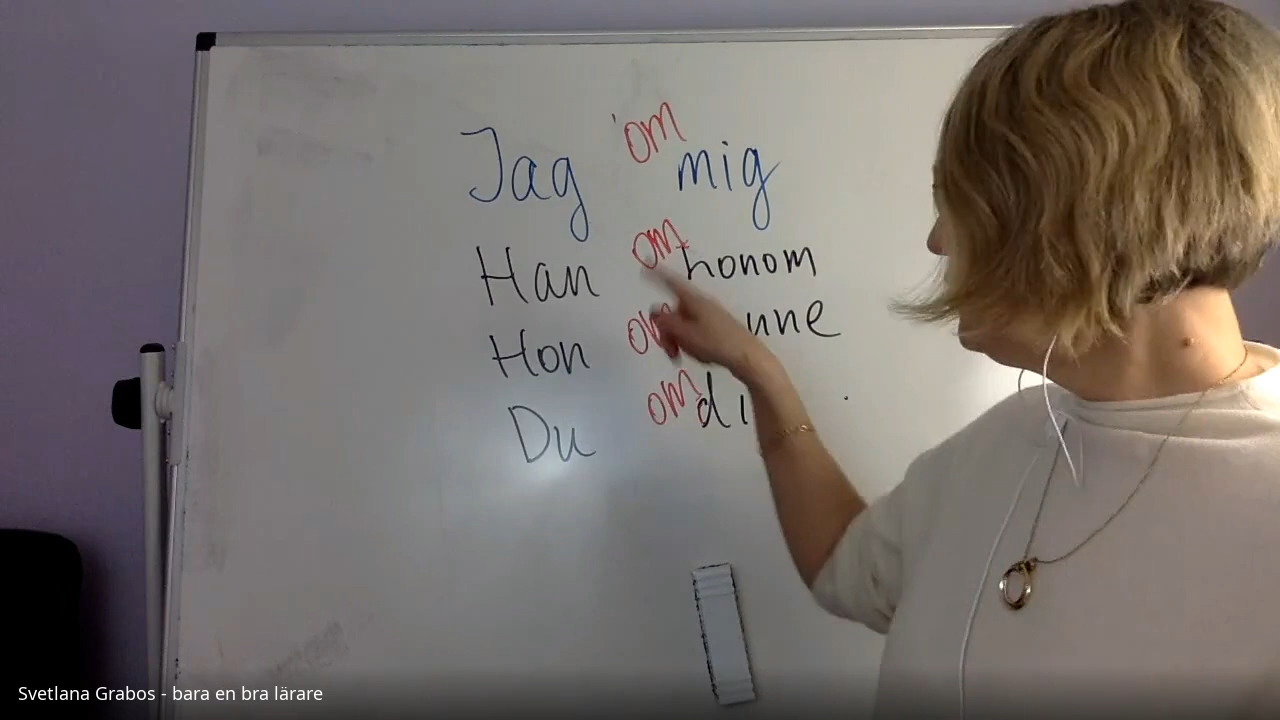 Jag om mig
Han om honom
Hon om
Du om
Svetlana Grabos - bara en bra lärare